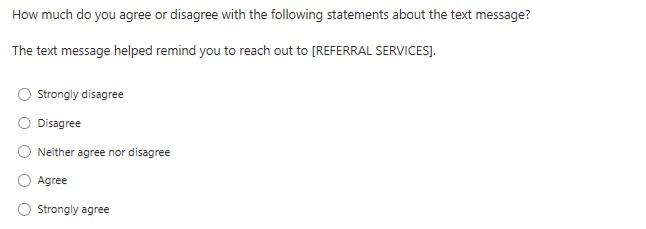 How much do you agree or disagree with the following statements about the text message?
The text message helped remind you to reach out to [REFERRAL SERVICES].
Strongly disagree
Disagree
Neither agree nor disagree
Agree
Strongly agree